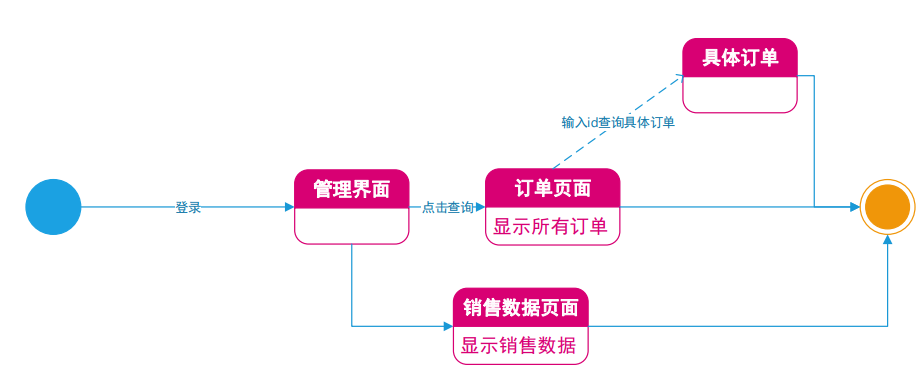 具体订单
输入id查询具体订单
登录
管理界面
点击查询
订单页面
显示所有订单
销售数据页面
显示销售数据